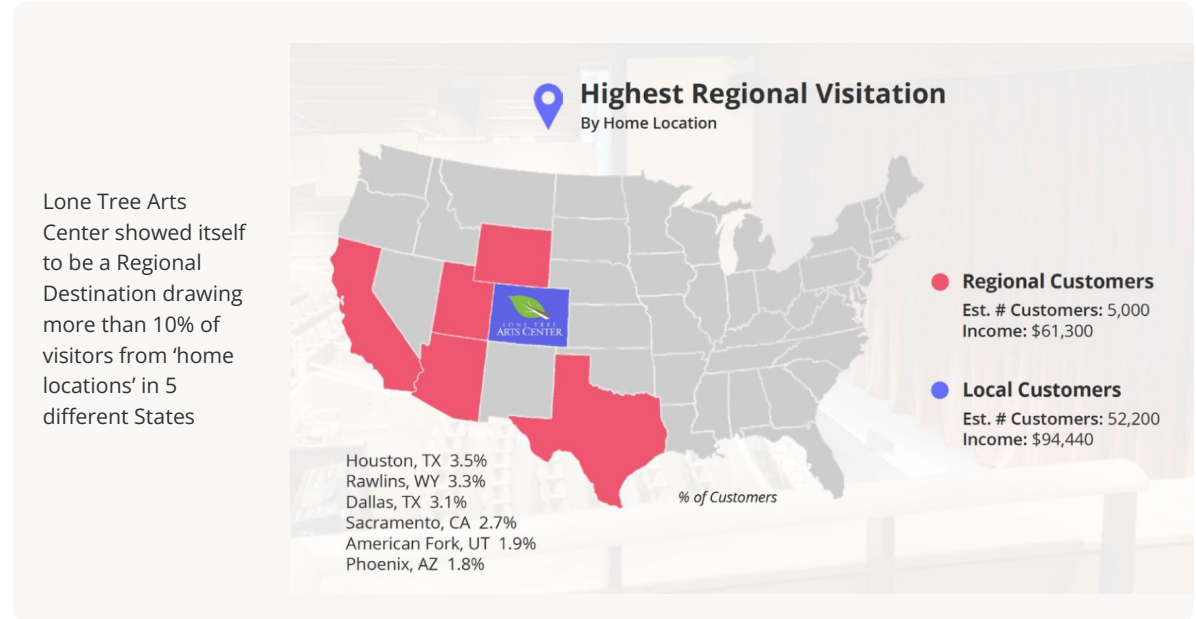 Lone Tree Arts
Center showed itself
to be a Regional
Destination drawing
more than 10% of
visitors from ‘home
locations’ in 5
different States
Highest Regional Visitation
By Home Location
LONE TREE
ARTS CENTER
Regional Customers
Est. # Customers: 5,000
Income: $61,300
Local Customers
Est. # Customers: 52,200
Income: $94,440
Houston, TX 3.5%
Rawlins, WY 3.3%
Dallas, TX 3.1%
Sacramento, CA 2.7%
American Fork, UT 1.9%
Phoenix, AZ 1.8%
% of Customers